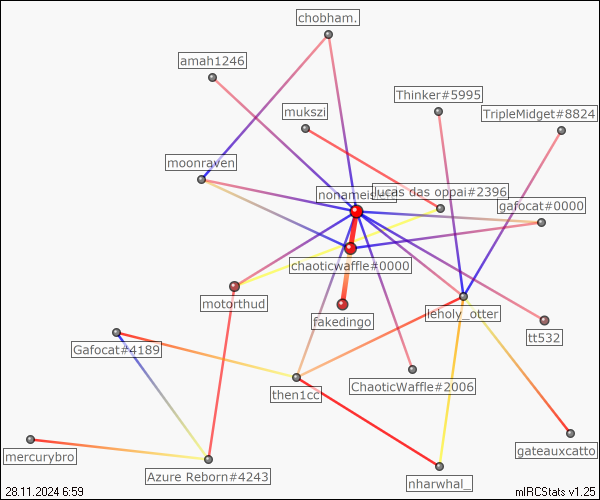 chobham.
amah1246
Thinker#5995
mukszi
TripleMidget#8824
moonraven
lucas das oppai#2396
gafocat#0000
chaoticwaffle#0000
motorthud
fakedingo
leholy_otter
tt532
Gafocat#4189
ChaoticWaffle#2006
then1cc
gateauxcatto
mercurybro
Azure Reborn#4243
nharwhal_
28.11.2024 6:59
mIRCStats v1.25